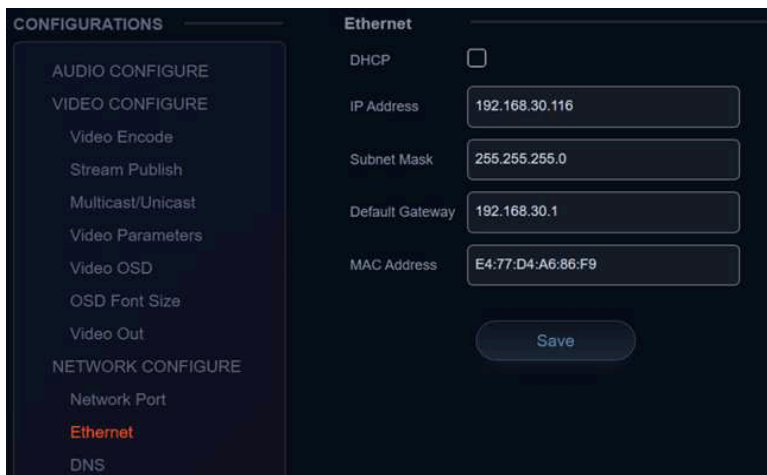 CONFIGURATIONS
AUDIO CONFIGURE
VIDEO CONFIGURE
Video Encode
Stream Publish
Multicast/Unicast
Video Parameters
Video OSD
OSD Font Size
Video Out
NETWORK CONFIGURE
Network Port
Ethernet
DNS
Ethernet
DHCP
IP Address 192.168.30.116
Subnet Mask 255.255.255.0
Default Gateway 192.168.30.1
MAC Address E4:77:D4:A6:86:F9
Save